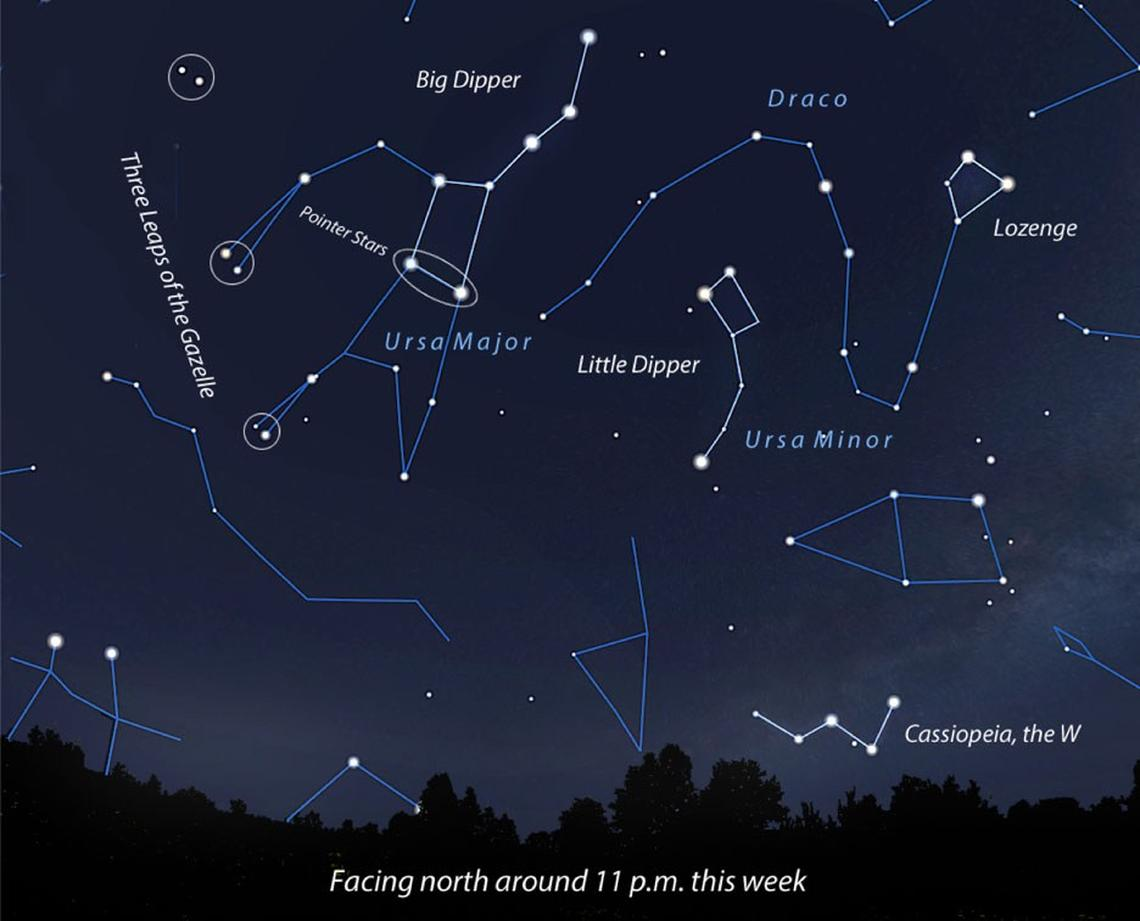 Big Dipper
Draco
Three Leaps of the Gazelle
Pointer Stars
Lozenge
Ursa Major
Little Dipper
Ursa Minor
Cassiopeia, the W
Facing north around 11 p.m. this week